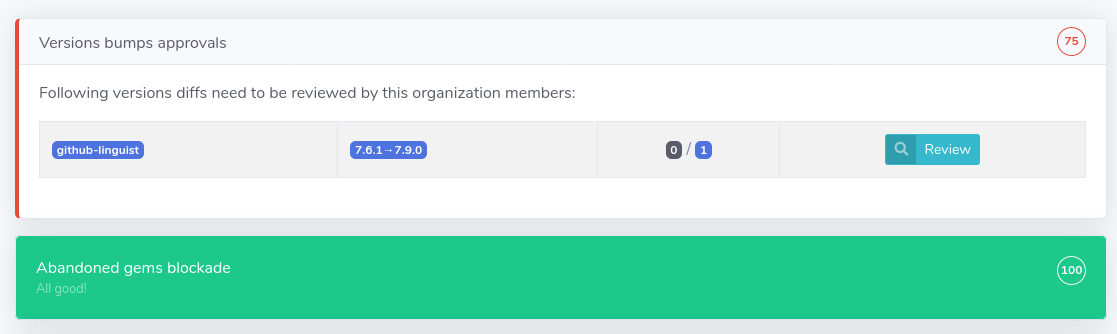 Versions bumps approvals 75
Following versions diffs need to be reviewed by this organization members:
github-linguist 7.6.1→7.9.0 0 / 1 Review
Abandoned gems blockade 100
All good!